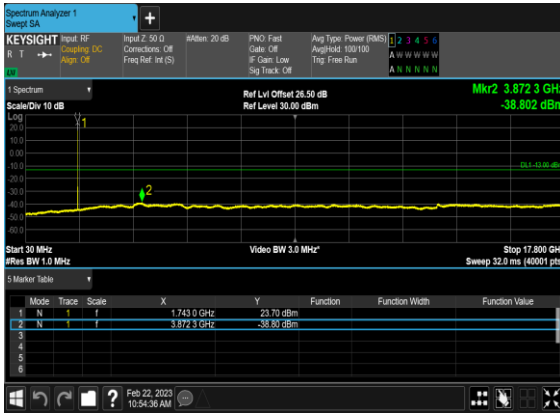 Spectrum Analyzer 1
Swept SA
+
KEYSIGHT
R T
Input: RF
Coupling: DC
Align: Off
Input Z: 50 Ω
Corrections: Off
Freq Ref: Int (S)
#Atten: 20 dB
PNO: Fast
Gate: Off
IF Gain: Low
Sig Track: Off
Avg Type: Power (RMS)
Avg|Hold: 100/100
Trig: Free Run
1 2 3 4 5 6
A W W W W W
A N N N N N
1 Spectrum
Scale/Div 10 dB
Ref Lvl Offset 26.50 dB
Ref Level 30.00 dBm
Mkr2 3.872 3 GHz
-38.802 dBm
Log
20.0
10.0
0.00
-10.0
-20.0
-30.0
-40.0
-50.0
-60.0
1
2
DL1 -13.00 dBm
Start 30 MHz
#Res BW 1.0 MHz
Video BW 3.0 MHz*
Stop 17.800 GH
Sweep 32.0 ms (40001 pts
5 Marker Table
Mode Trace Scale X Y Function Function Width Function Value
1 N 1 f 1.743 0 GHz 23.70 dBm
2 N 1 f 3.872 3 GHz -38.80 dBm
3
4
5
6
?
Feb 22, 2023
10:54:36 AM